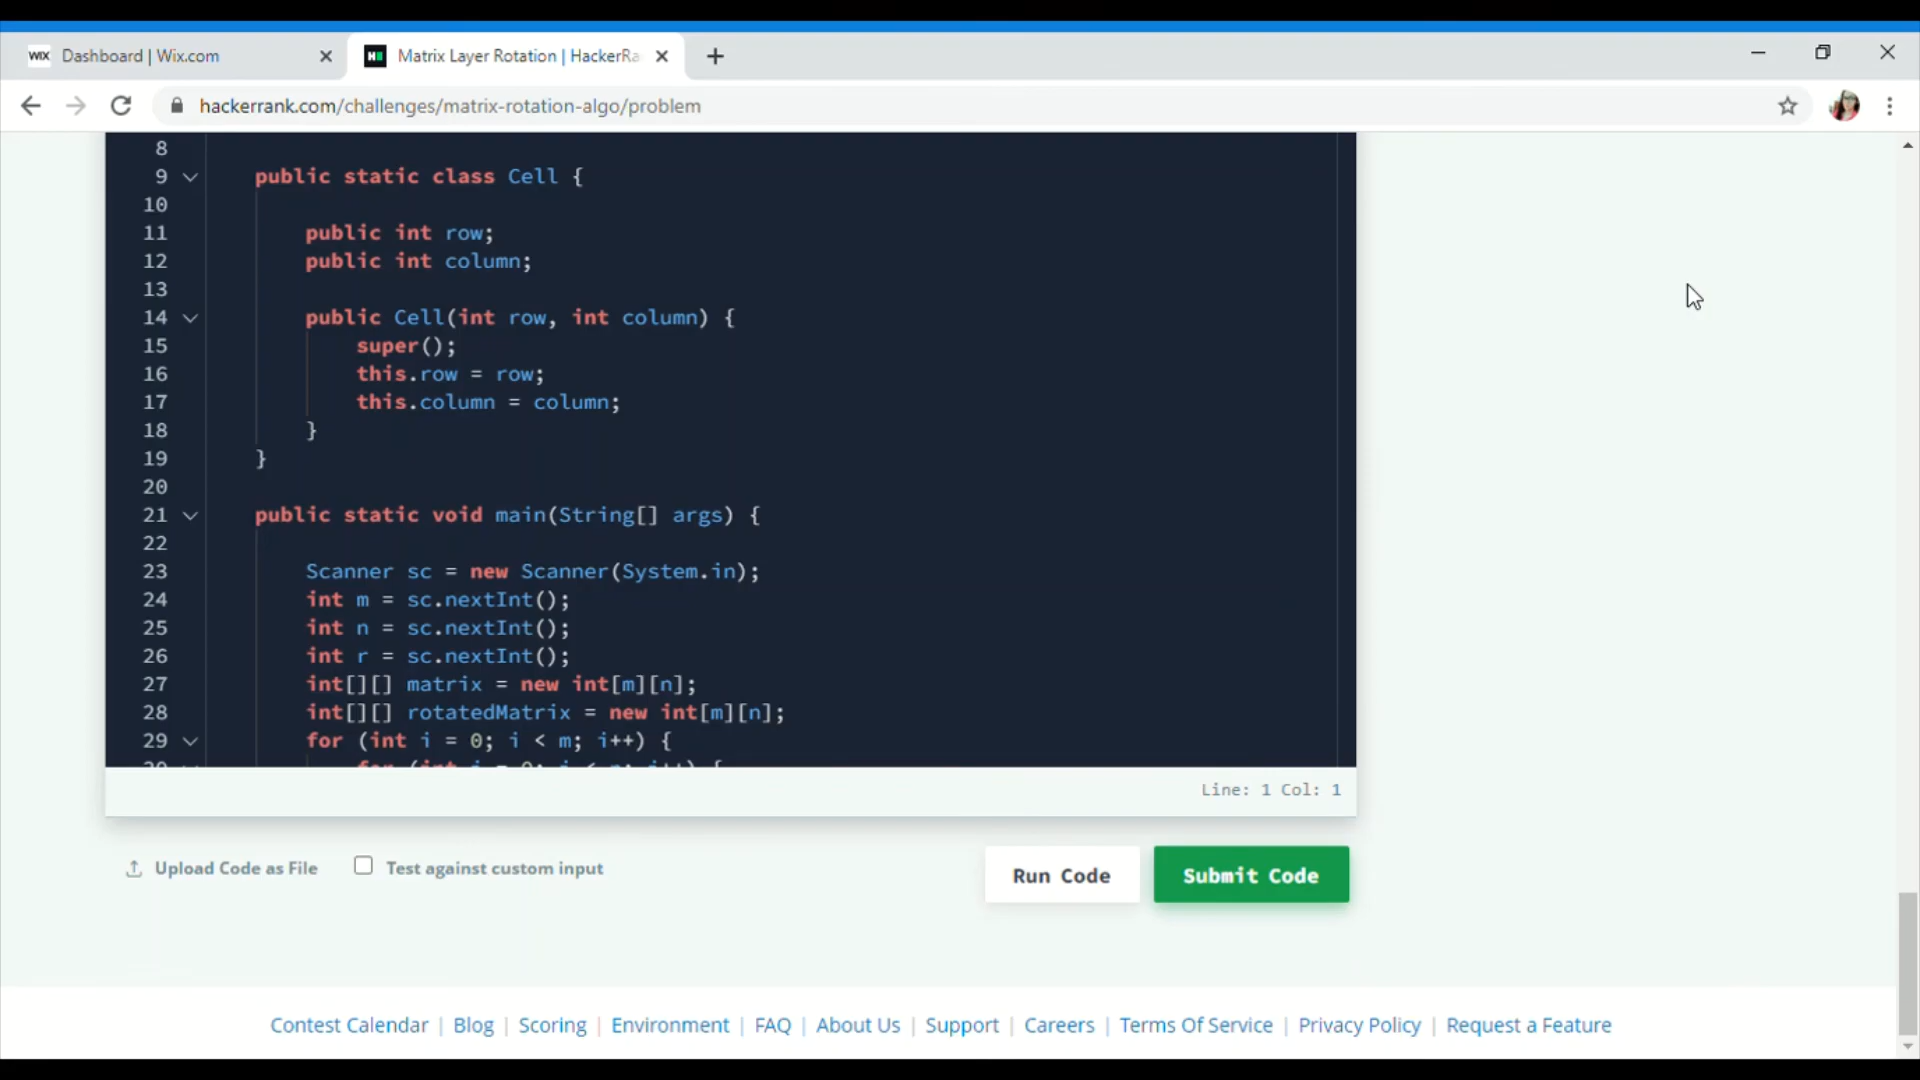 WIX Dashboard | Wix.com
H Matrix Layer Rotation | HackerRa
hackerrank.com/challenges/matrix-rotation-algo/problem
8
9 public static class Cell {
10
11 public int row;
12 public int column;
13
14 public Cell(int row, int column) {
15 super();
16 this.row = row;
17 this.column = column;
18 }
19 }
20
21 public static void main(String[] args) {
22
23 Scanner sc = new Scanner(System.in);
24 int m = sc.nextInt();
25 int n = sc.nextInt();
26 int r = sc.nextInt();
27 int[][] matrix = new int[m][n];
28 int[][] rotatedMatrix = new int[m][n];
29 for (int i = 0; i < m; i++) {
Line: 1 Col: 1
Upload Code as File
Test against custom input
Run Code
Submit Code
Contest Calendar | Blog | Scoring | Environment | FAQ | About Us | Support | Careers | Terms Of Service | Privacy Policy | Request a Feature